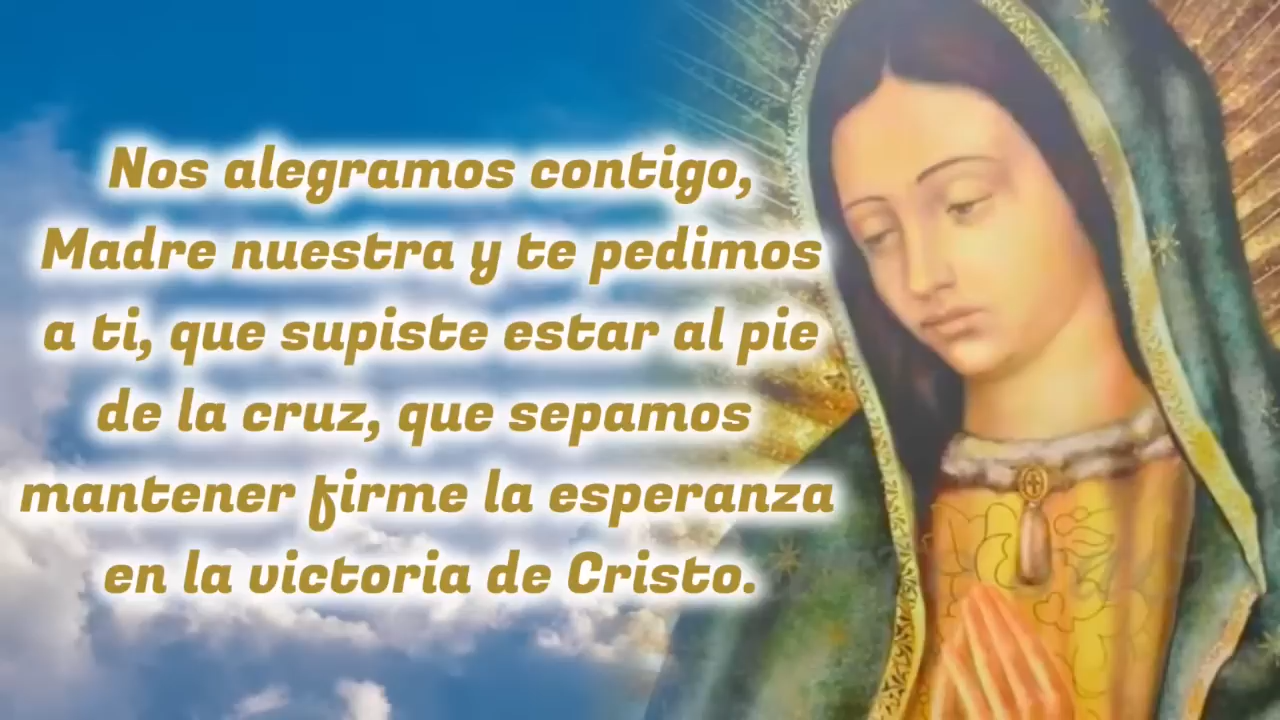 Nos alegramos contigo,
Madre nuestra y te pedimos
a ti, que supiste estar al pie
de la cruz, que sepamos
mantener firme la esperanza
en la victoria de Cristo.